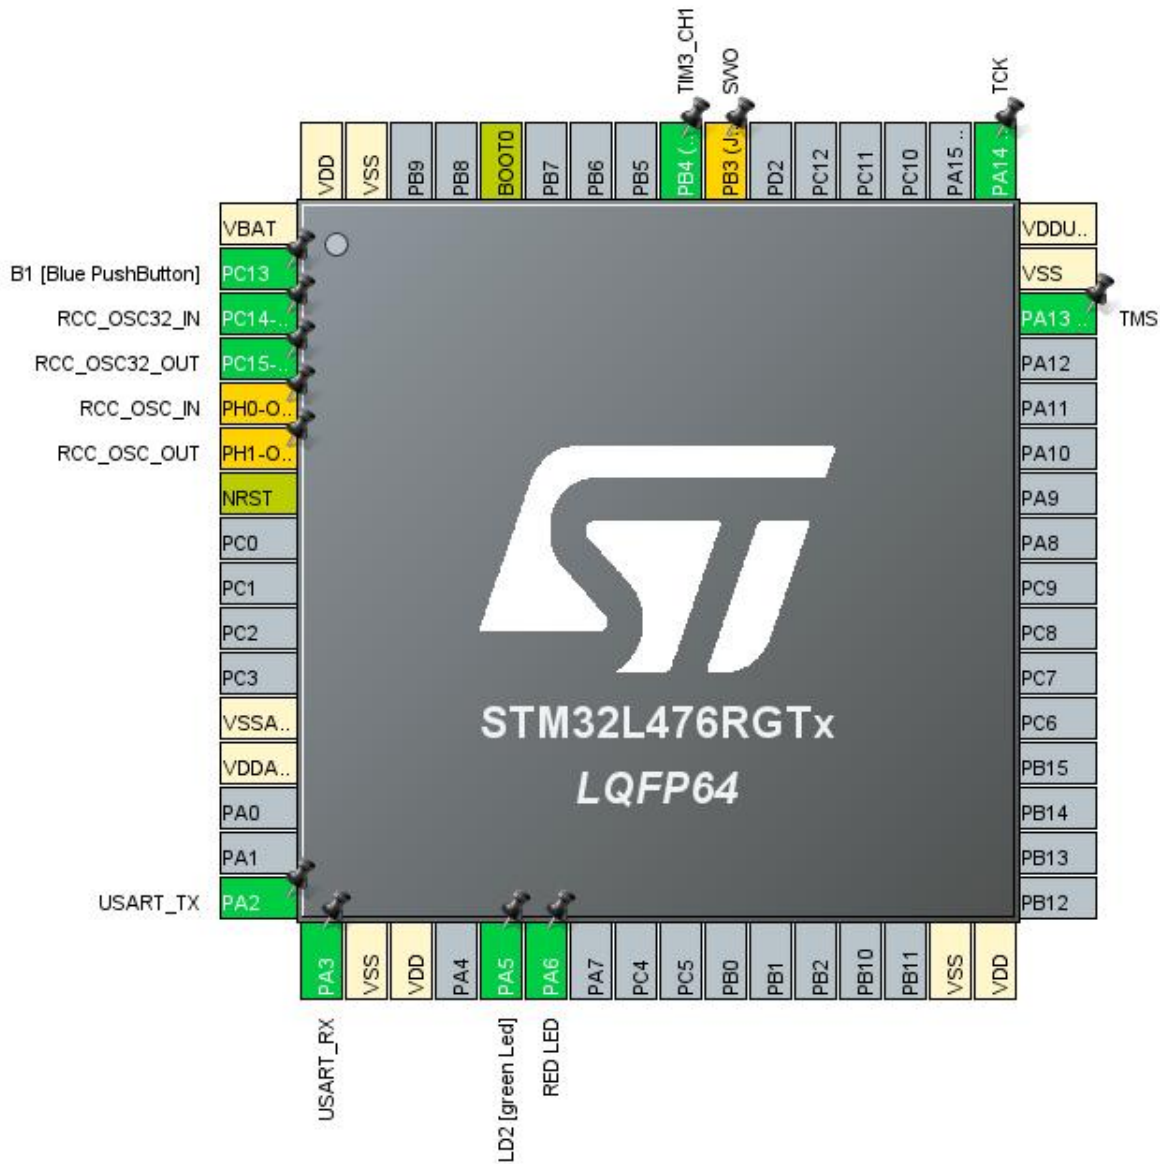 TIM3_CH1
SWO
TCK
VDD
VSS
PB9
PB8
BOOT0
PB7
PB6
PB5
PB4 (..
PB3 (J..
PD2
PC12
PC11
PC10
PA15 ..
PA14 ..
VBAT
B1 [Blue PushButton] PC13
RCC_OSC32_IN PC14-..
RCC_OSC32_OUT PC15-..
RCC_OSC_IN PH0-O..
RCC_OSC_OUT PH1-O..
NRST
PC0
PC1
PC2
PC3
VSSA..
VDDA..
PA0
PA1
USART_TX PA2
VDDU..
VSS
PA13 .. TMS
PA12
PA11
PA10
PA9
PA8
PC9
PC8
PC7
PC6
PB15
PB14
PB13
PB12
ST
STM32L476RGTx
LQFP64
PA3
VSS
VDD
PA4
PA5
PA6
PA7
PC4
PC5
PB0
PB1
PB2
PB10
PB11
VSS
VDD
USART_RX
LD2 [green Led]
RED LED